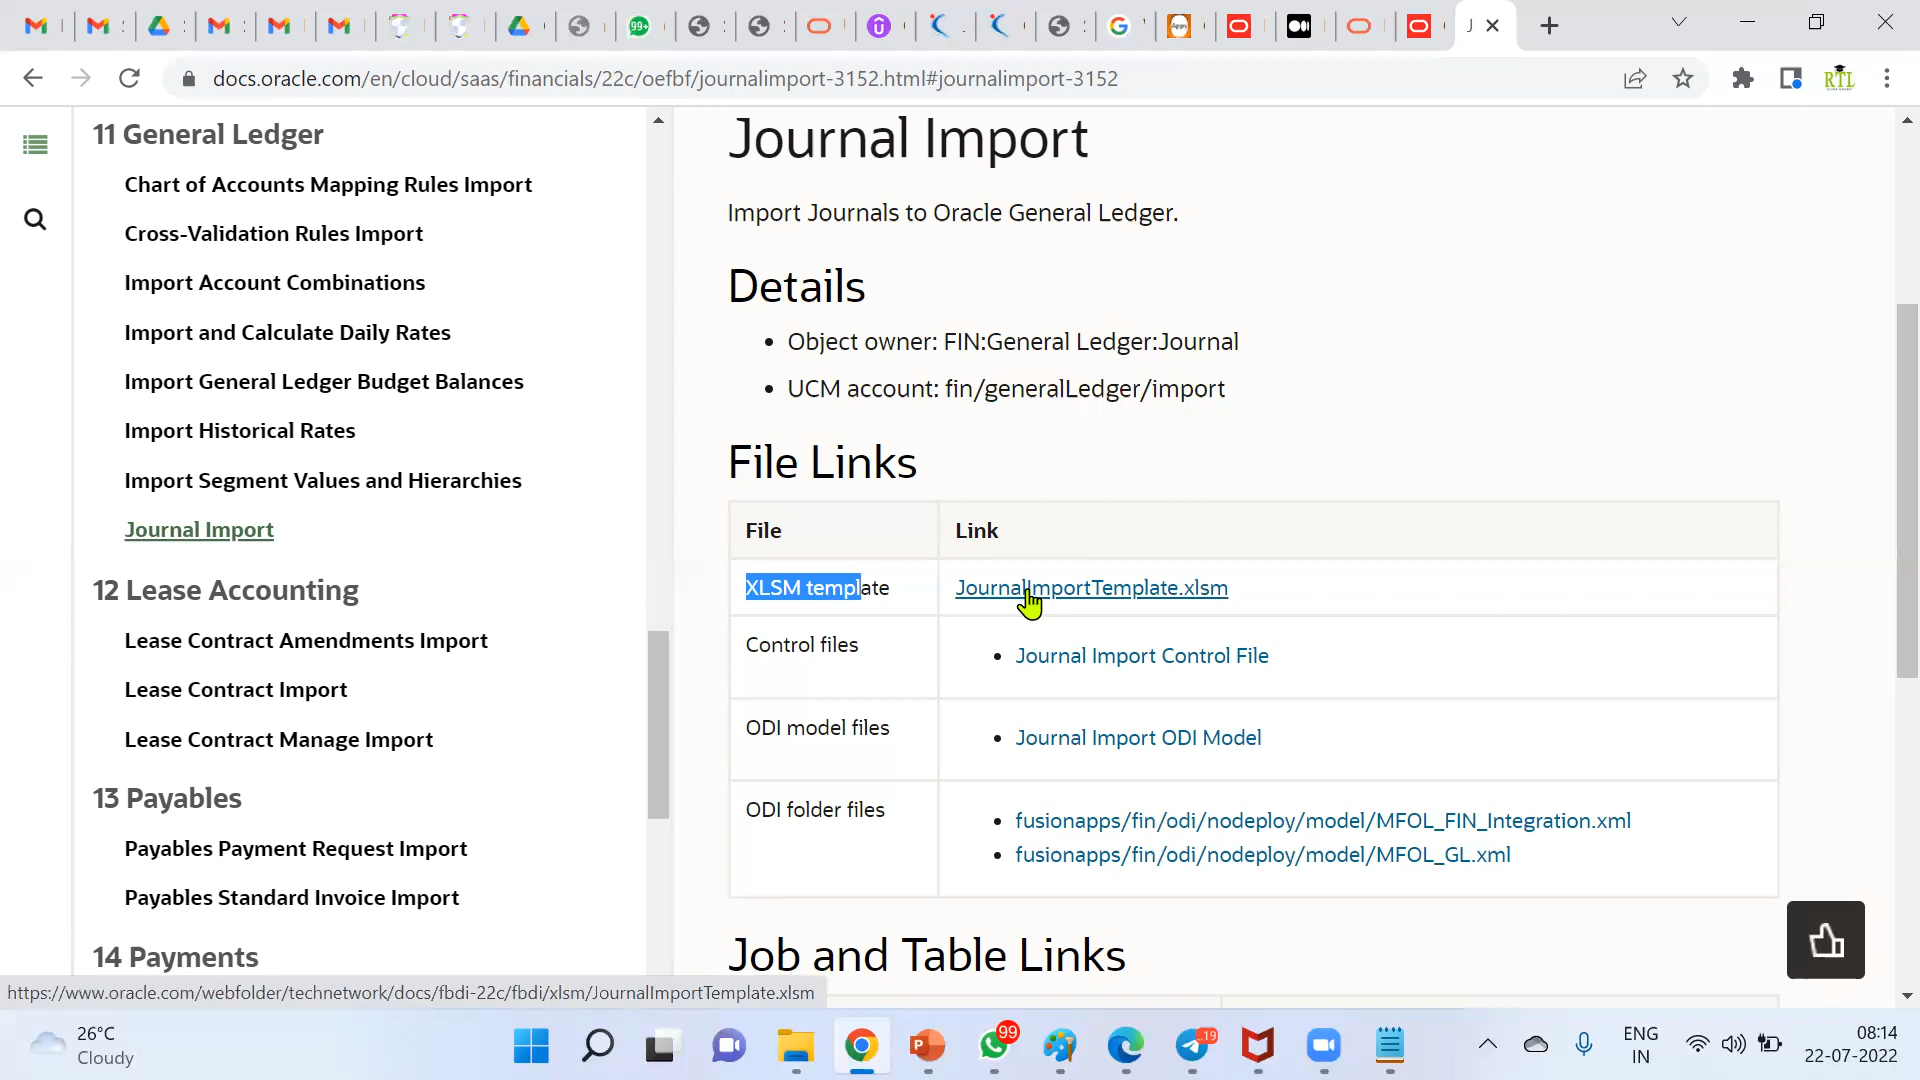 docs.oracle.com/en/cloud/saas/financials/22c/oefbf/journalimport-3152.html#journalimport-3152
RTL
11 General Ledger
Chart of Accounts Mapping Rules Import
Cross-Validation Rules Import
Import Account Combinations
Import and Calculate Daily Rates
Import General Ledger Budget Balances
Import Historical Rates
Import Segment Values and Hierarchies
Journal Import
12 Lease Accounting
Lease Contract Amendments Import
Lease Contract Import
Lease Contract Manage Import
13 Payables
Payables Payment Request Import
Payables Standard Invoice Import
14 Payments
Journal Import
Import Journals to Oracle General Ledger.
Details
• Object owner: FIN:General Ledger:Journal
• UCM account: fin/generalLedger/import
File Links
File Link
XLSM template JournalImportTemplate.xlsm
Control files • Journal Import Control File
ODI model files • Journal Import ODI Model
ODI folder files • fusionapps/fin/odi/nodeploy/model/MFOL_FIN_Integration.xml
• fusionapps/fin/odi/nodeploy/model/MFOL_GL.xml
Job and Table Links
https://www.oracle.com/webfolder/technetwork/docs/fbdi-22c/fbdi/xlsm/JournalImportTemplate.xlsm
26°C
Cloudy
99
19
ENG
IN
08:14
22-07-2022